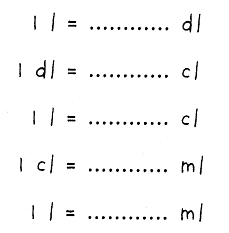 1 l = ............ dl
1 dl = ............ cl
1 l = ............ cl
1 cl = ............ ml
1 l = ............ ml